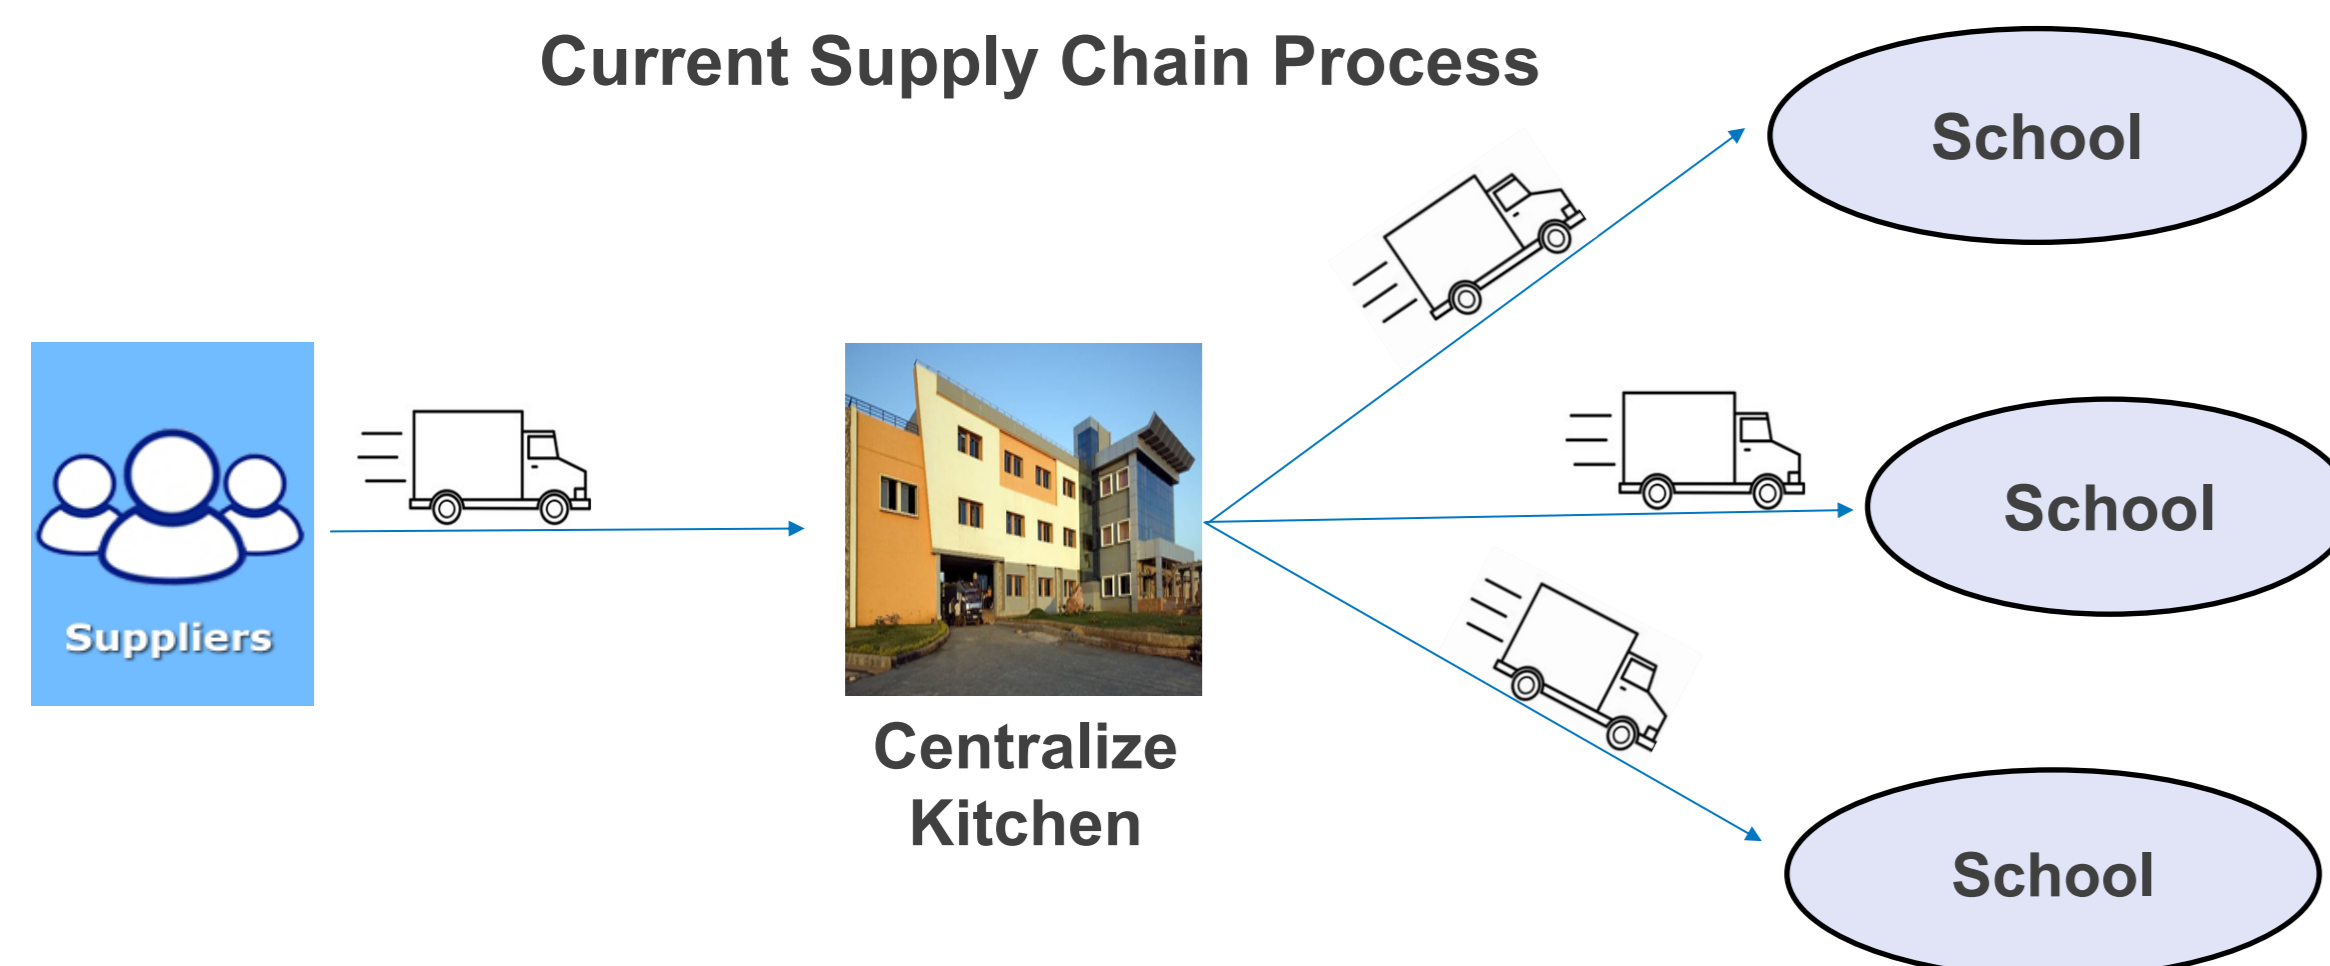 Current Supply Chain Process
School
School
Suppliers
Centralize
Kitchen
School